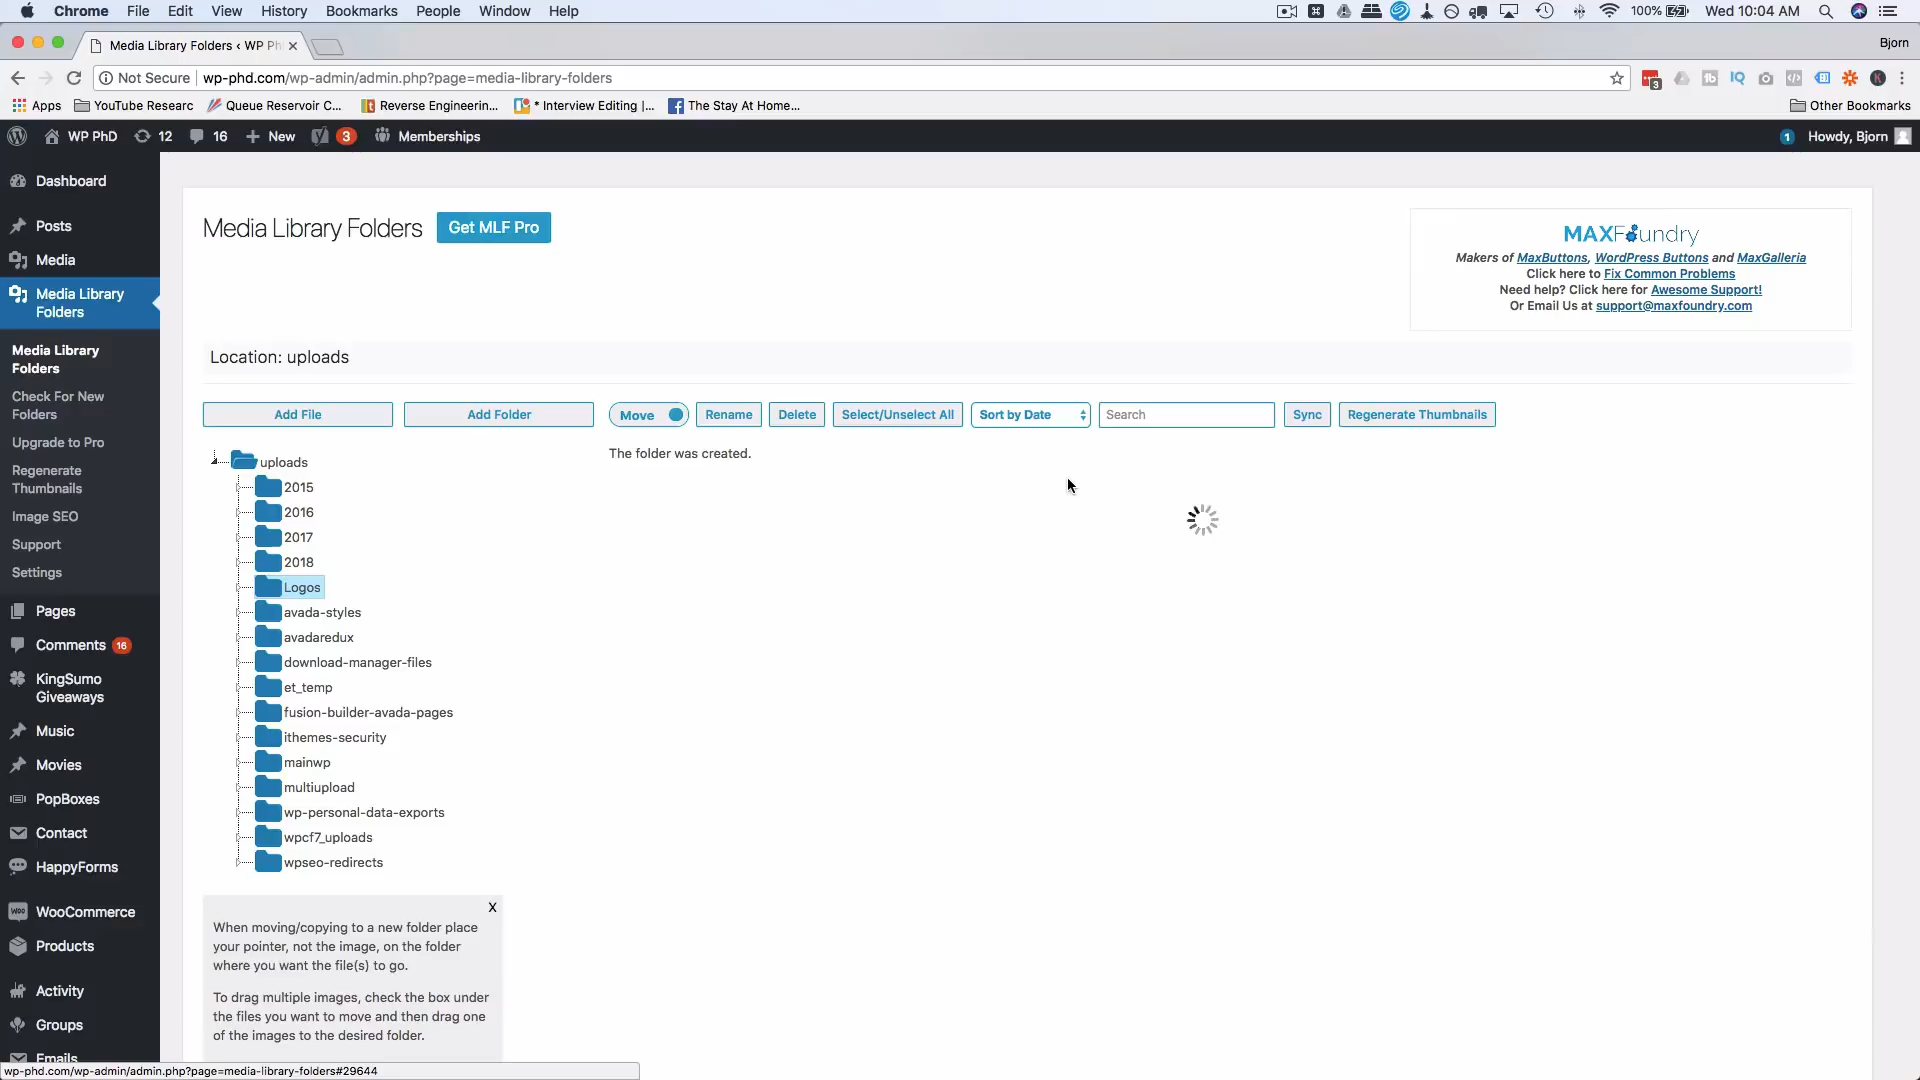 Chrome File Edit View History Bookmarks People Window Help
100% Wed 10:04 AM
Media Library Folders ‹ WP Ph
Bjorn
Not Secure wp-phd.com/wp-admin/admin.php?page=media-library-folders
3
Apps YouTube Researc Queue Reservoir C... Reverse Engineerin... * Interview Editing |... The Stay At Home... Other Bookmarks
WP PhD 12 16 New 3 Memberships 1 Howdy, Bjorn
Dashboard
Posts
Media
Media Library
Folders
Media Library
Folders
Check For New
Folders
Upgrade to Pro
Regenerate
Thumbnails
Image SEO
Support
Settings
Pages
Comments 16
KingSumo
Giveaways
Music
Movies
PopBoxes
Contact
HappyForms
WooCommerce
Products
Activity
Groups
Emails
Media Library Folders Get MLF Pro
MAXFoundry
Makers of MaxButtons, WordPress Buttons and MaxGalleria
Click here to Fix Common Problems
Need help? Click here for Awesome Support!
Or Email Us at support@maxfoundry.com
Location: uploads
Add File Add Folder Move Rename Delete Select/Unselect All Sort by Date Search Sync Regenerate Thumbnails
The folder was created.
uploads
2015
2016
2017
2018
Logos
avada-styles
avadaredux
download-manager-files
et_temp
fusion-builder-avada-pages
ithemes-security
mainwp
multiupload
wp-personal-data-exports
wpcf7_uploads
wpseo-redirects
X
When moving/copying to a new folder place
your pointer, not the image, on the folder
where you want the file(s) to go.
To drag multiple images, check the box under
the files you want to move and then drag one
of the images to the desired folder.
wp-phd.com/wp-admin/admin.php?page=media-library-folders#29644